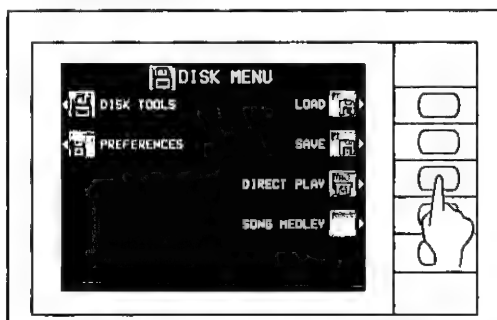 DISK MENU
DISK TOOLS
LOAD
PREFERENCES
SAVE
DIRECT PLAY
SONG MEDLEY